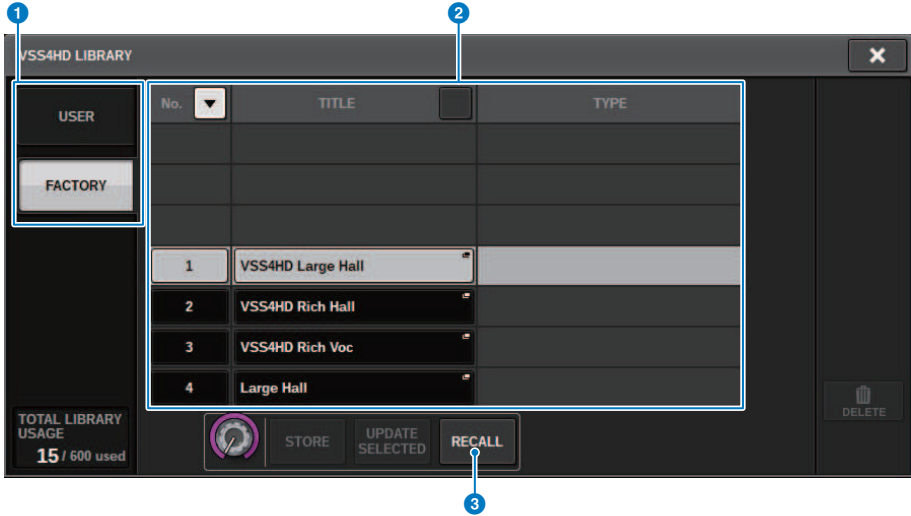 1
2
VSS4HD LIBRARY
USER
FACTORY
No.
TITLE
TYPE
1
VSS4HD Large Hall
2
VSS4HD Rich Hall
3
VSS4HD Rich Voc
4
Large Hall
TOTAL LIBRARY
USAGE
15 / 600 used
STORE
UPDATE
SELECTED
RECALL
DELETE
3